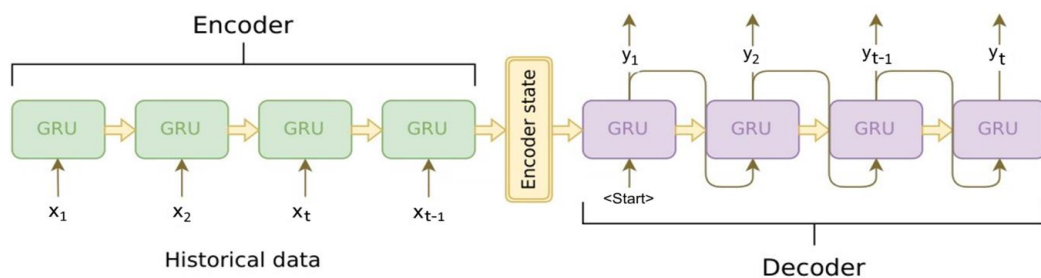 Encoder
y1 y2 yt-1 yt
GRU GRU GRU GRU Encoder state GRU GRU GRU GRU
x1 x2 xt xt-1 <Start>
Historical data
Decoder